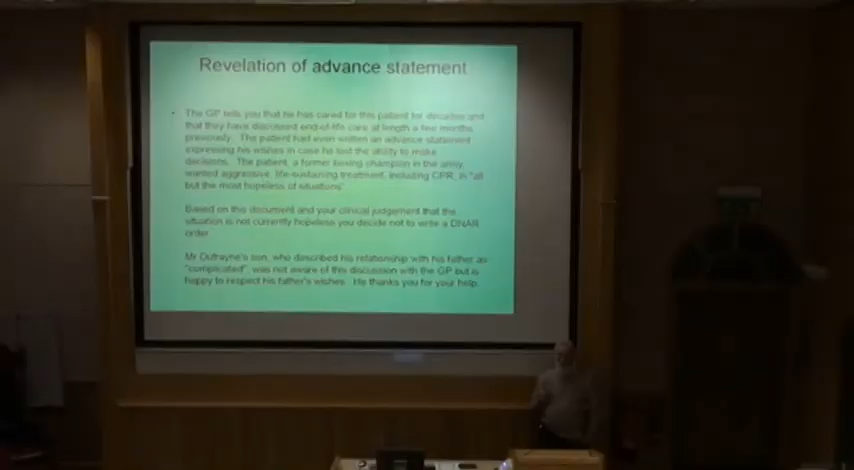 Revelation of advance statement
• The GP tells you that he has cared for this patient for decades and
that they have discussed end-of-life care at length a few months
previously. The patient had even written an advance statement
expressing his wishes in case he lost the ability to make
decisions. The patient, a former boxing champion in the army,
wanted aggressive, life-sustaining treatment, including CPR, in "all
but the most hopeless of situations"
Based on this document and your clinical judgement that the
situation is not currently hopeless you decide not to write a DNAR
order.
Mr Dufrayne's son, who described his relationship with his father as
"complicated", was not aware of this discussion with the GP but is
happy to respect his father's wishes. He thanks you for your help.